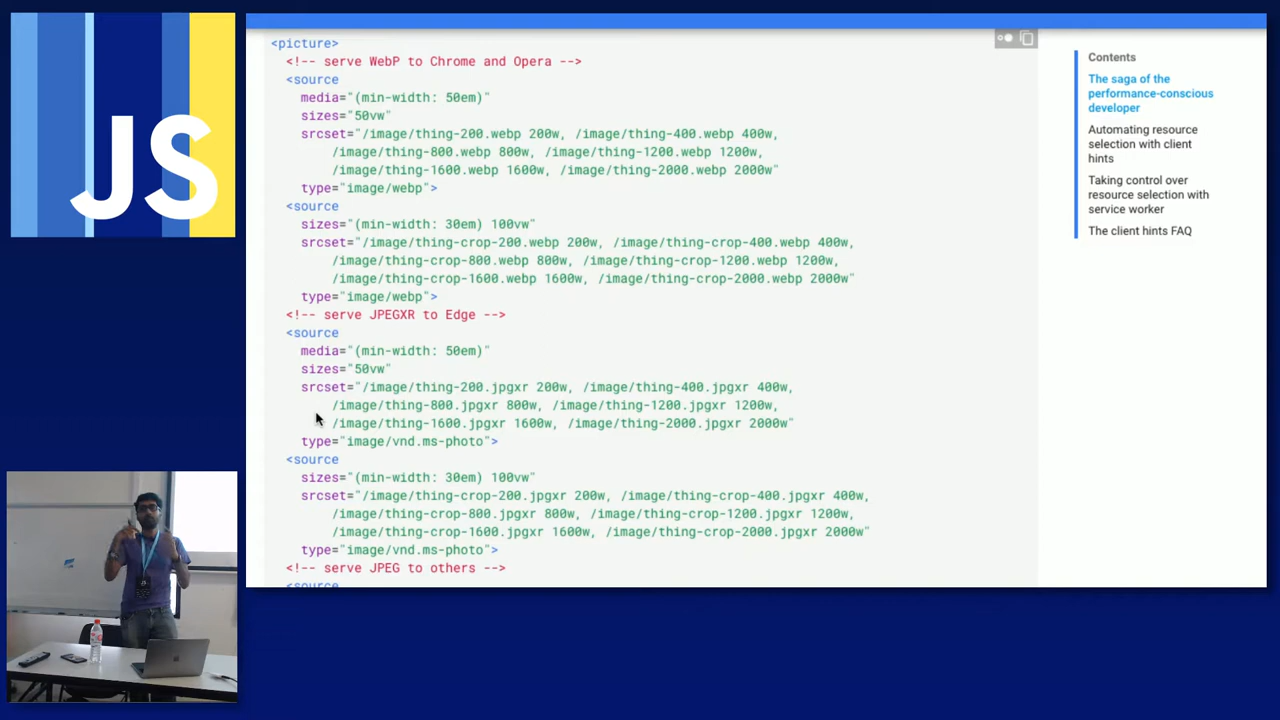 JS
<picture>
<!-- serve WebP to Chrome and Opera -->
<source
media="(min-width: 50em)"
sizes="50vw"
srcset="/image/thing-200.webp 200w, /image/thing-400.webp 400w,
/image/thing-800.webp 800w, /image/thing-1200.webp 1200w,
/image/thing-1600.webp 1600w, /image/thing-2000.webp 2000w"
type="image/webp">
<source
sizes="(min-width: 30em) 100vw"
srcset="/image/thing-crop-200.webp 200w, /image/thing-crop-400.webp 400w,
/image/thing-crop-800.webp 800w, /image/thing-crop-1200.webp 1200w,
/image/thing-crop-1600.webp 1600w, /image/thing-crop-2000.webp 2000w"
type="image/webp">
<!-- serve JPEGXR to Edge -->
<source
media="(min-width: 50em)"
sizes="50vw"
srcset="/image/thing-200.jpgxr 200w, /image/thing-400.jpgxr 400w,
/image/thing-800.jpgxr 800w, /image/thing-1200.jpgxr 1200w,
/image/thing-1600.jpgxr 1600w, /image/thing-2000.jpgxr 2000w"
type="image/vnd.ms-photo">
<source
sizes="(min-width: 30em) 100vw"
srcset="/image/thing-crop-200.jpgxr 200w, /image/thing-crop-400.jpgxr 400w,
/image/thing-crop-800.jpgxr 800w, /image/thing-crop-1200.jpgxr 1200w,
/image/thing-crop-1600.jpgxr 1600w, /image/thing-crop-2000.jpgxr 2000w"
type="image/vnd.ms-photo">
<!-- serve JPEG to others -->
<source
Contents
The saga of the
performance-conscious
developer
Automating resource
selection with client
hints
Taking control over
resource selection with
service worker
The client hints FAQ